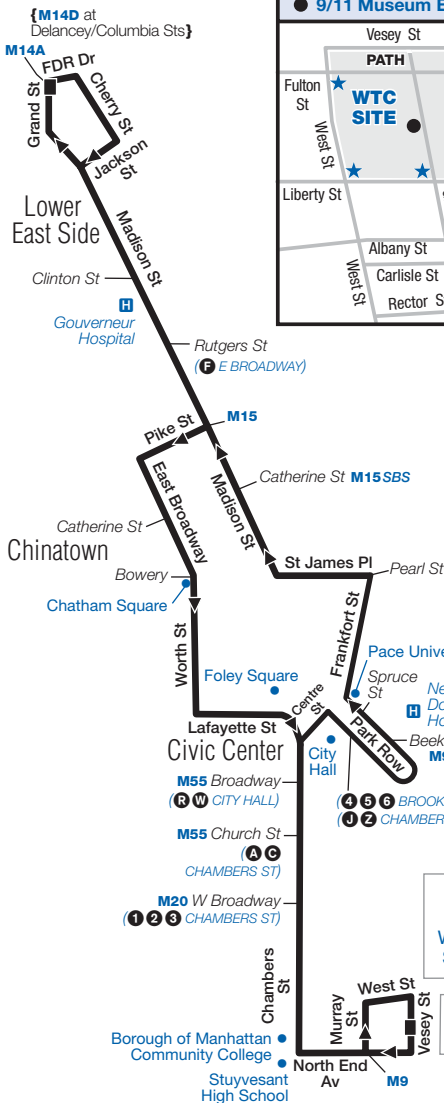 {M14D at
Delancey/Columbia Sts}
M14A
FDR Dr
Grand St
Cherry St
Jackson
St
Lower
East Side
Madison St
Clinton St
H
Gouverneur
Hospital
Rutgers St
(F E BROADWAY)
M15
Pike St
East Broadway
Madison St
Catherine St M15SBS
Catherine St
Chinatown
Bowery
Chatham Square
St James Pl
Pearl St
Worth St
Frankfort St
Foley Square
Centre
St
Lafayette St
Civic Center
City
Hall
Pace Unive
Spruce
St
H
Ne
Do
Ho
Park Row
Beek
M9
M55 Broadway
(R W CITY HALL)
(4 5 6 BROOK
(J Z CHAMBER
M55 Church St
(A C
CHAMBERS ST)
M20 W Broadway
(1 2 3 CHAMBERS ST)
Chambers
St
Murray
St
West St
Vesey St
Borough of Manhattan
Community College
Stuyvesant
High School
North End
Av
M9
9/11 Museum E
Vesey St
PATH
Fulton
St
WTC
SITE
West St
Liberty St
Albany St
West St
Carlisle St
Rector S